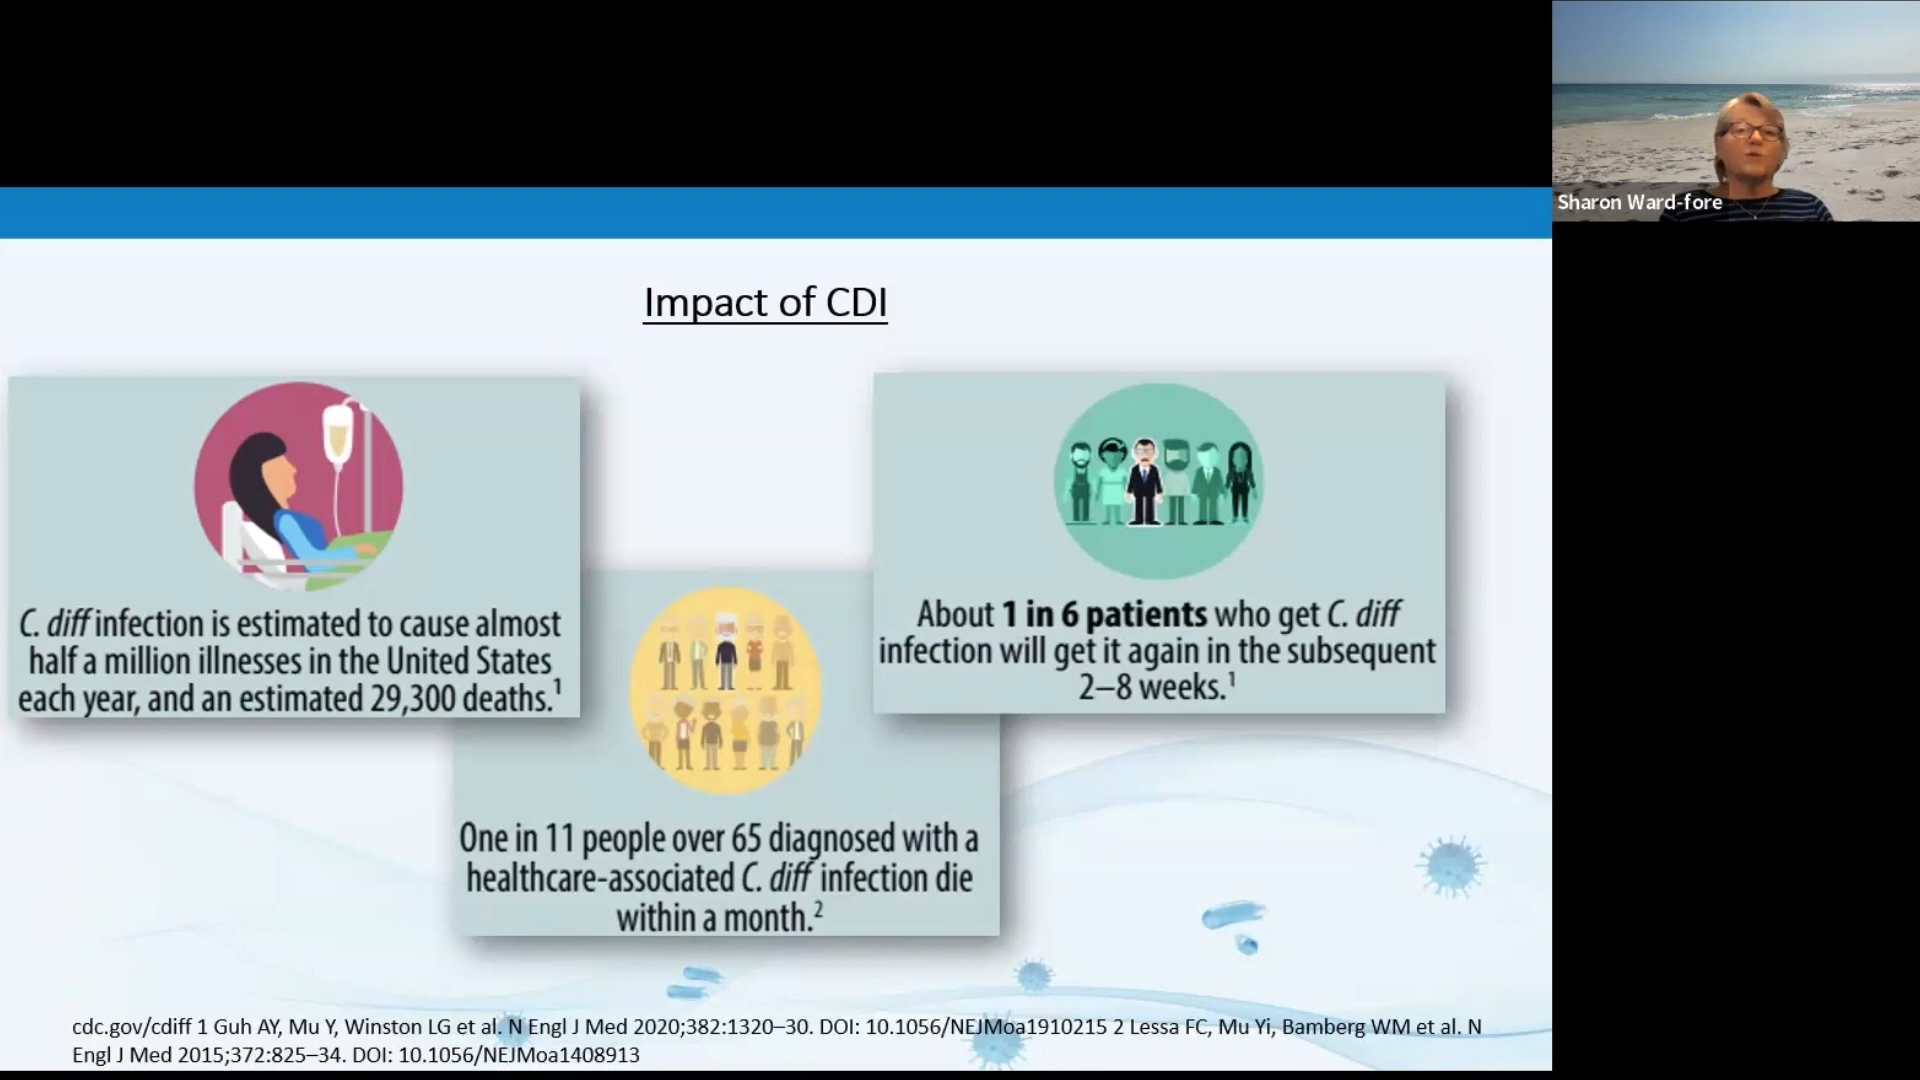 Sharon Ward-fore
Impact of CDI
C. diff infection is estimated to cause almost
half a million illnesses in the United States
each year, and an estimated 29,300 deaths.1
About 1 in 6 patients who get C. diff
infection will get it again in the subsequent
2–8 weeks.1
One in 11 people over 65 diagnosed with a
healthcare-associated C. diff infection die
within a month.2
cdc.gov/cdiff 1 Guh AY, Mu Y, Winston LG et al. N Engl J Med 2020;382:1320–30. DOI: 10.1056/NEJMoa1910215 2 Lessa FC, Mu Yi, Bamberg WM et al. N
Engl J Med 2015;372:825–34. DOI: 10.1056/NEJMoa1408913